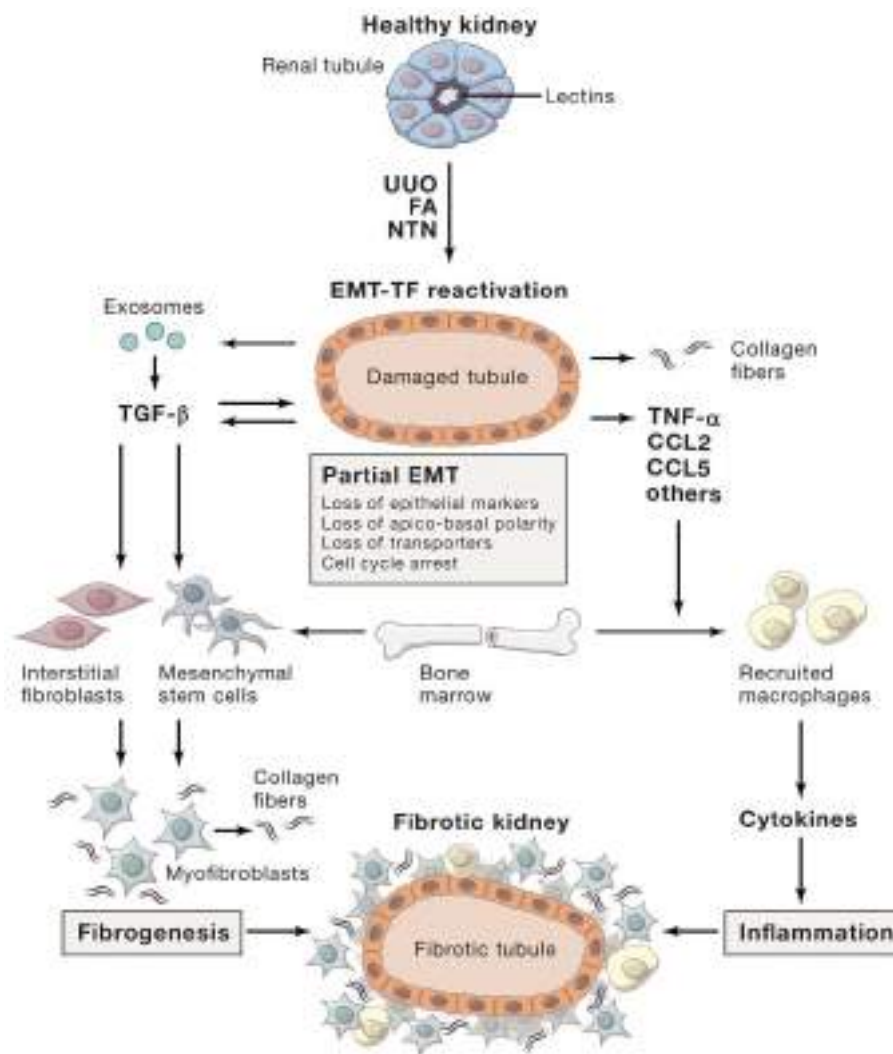 Healthy kidney
Renal tubule
Lectins
UUO
FA
NTN
EMT-TF reactivation
Exosomes
Damaged tubule
Collagen
fibers
TGF-β
TNF-α
CCL2
CCL5
others
Partial EMT
Loss of epithelial markers
Loss of apico-basal polarity
Loss of transporters
Cell cycle arrest
Interstitial
fibroblasts
Mesenchymal
stem cells
Bone
marrow
Recruited
macrophages
Collagen
fibers
Myofibroblasts
Fibrotic kidney
Cytokines
Fibrogenesis
Fibrotic tubule
Inflammation